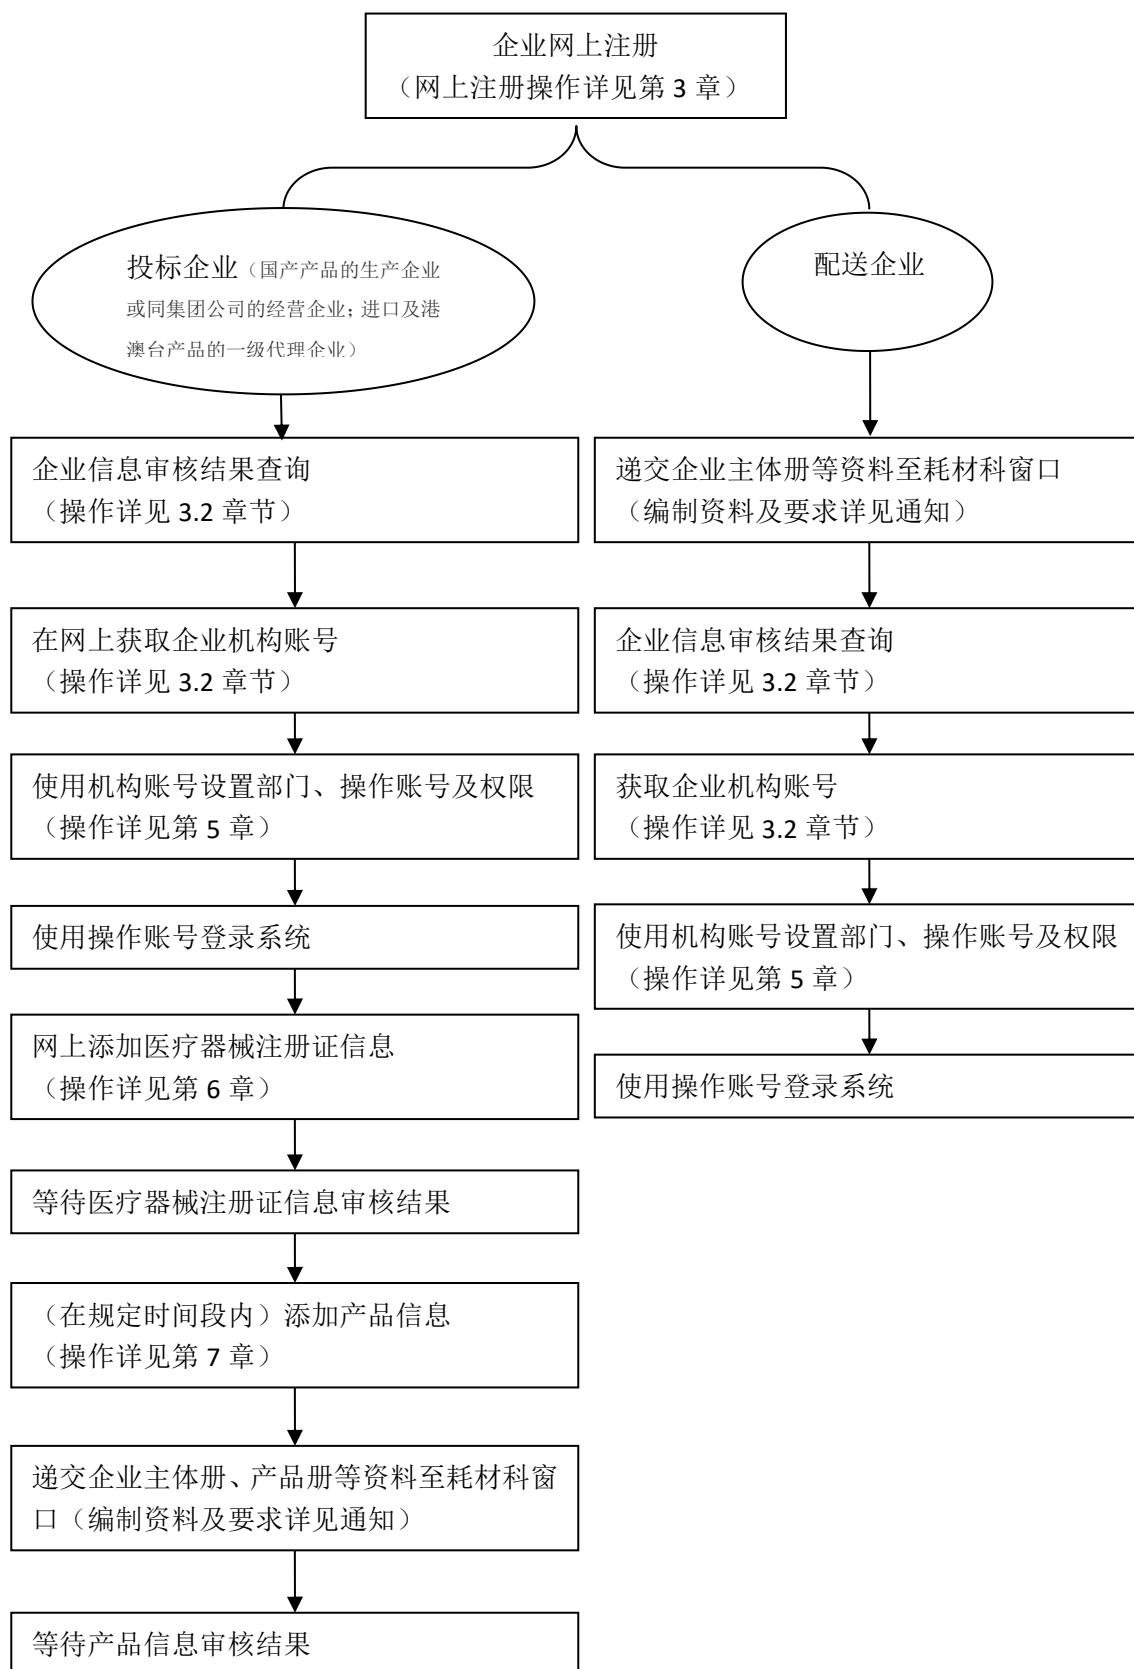 企业网上注册
（网上注册操作详见第 3 章）
投标企业（国产产品的生产企业
或同集团公司的经营企业；进口及港
澳台产品的一级代理企业）
企业信息审核结果查询
（操作详见 3.2 章节）
在网上获取企业机构账号
（操作详见 3.2 章节）
使用机构账号设置部门、操作账号及权限
（操作详见第 5 章）
使用操作账号登录系统
网上添加医疗器械注册证信息
（操作详见第 6 章）
等待医疗器械注册证信息审核结果
（在规定时间段内）添加产品信息
（操作详见第 7 章）
递交企业主体册、产品册等资料至耗材科窗
口（编制资料及要求详见通知）
等待产品信息审核结果
配送企业
递交企业主体册等资料至耗材科窗口
（编制资料及要求详见通知）
企业信息审核结果查询
（操作详见 3.2 章节）
获取企业机构账号
（操作详见 3.2 章节）
使用机构账号设置部门、操作账号及权限
（操作详见第 5 章）
使用操作账号登录系统